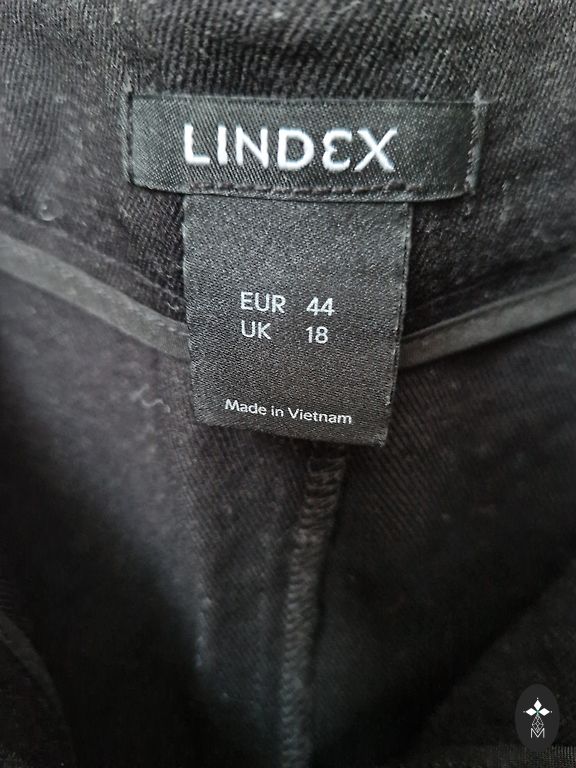 LINDEX
EUR 44
UK 18
Made in Vietnam
M